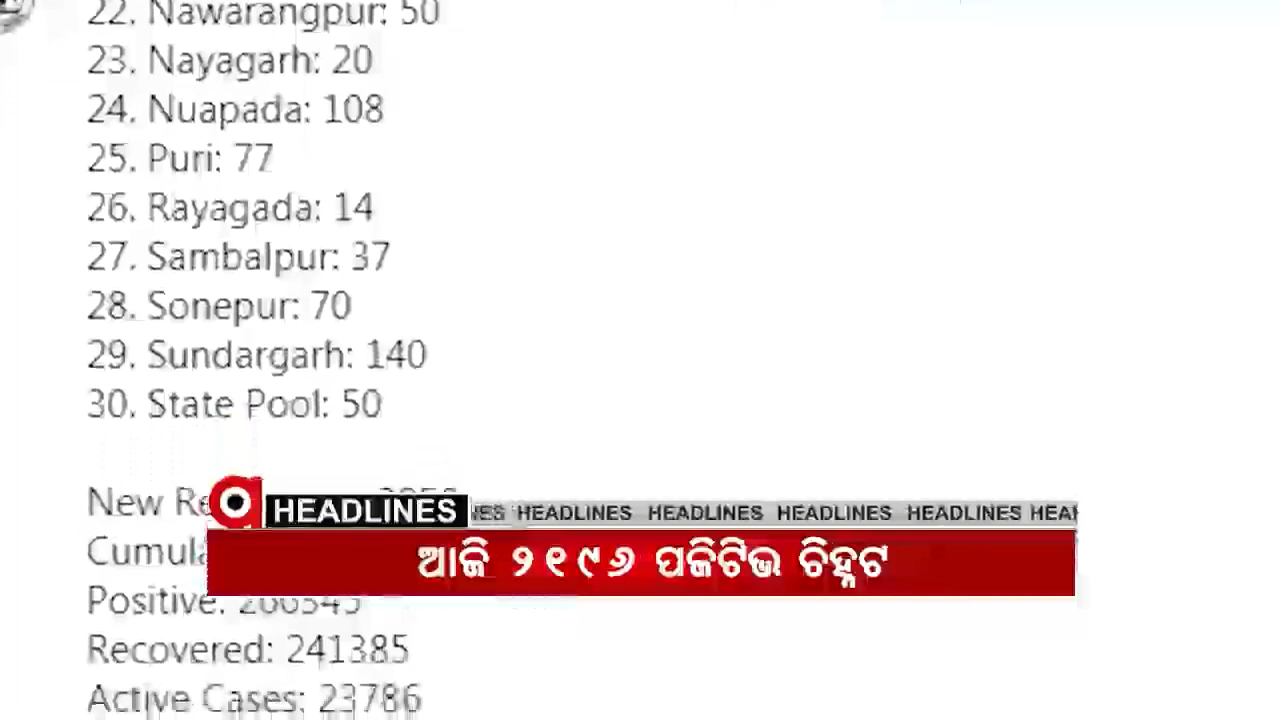 22. Nawarangpur: 50
23. Nayagarh: 20
24. Nuapada: 108
25. Puri: 77
26. Rayagada: 14
27. Sambalpur: 37
28. Sonepur: 70
29. Sundargarh: 140
30. State Pool: 50
New
HEADLINES HEADLINES HEADLINES HEADLINES HEADLINES
ଆଜି ୨୧୯୬ ପଜିଟିଭ ଚିହ୍ନଟ
Positive:
Recovered: 241385
Active Cases: 23786